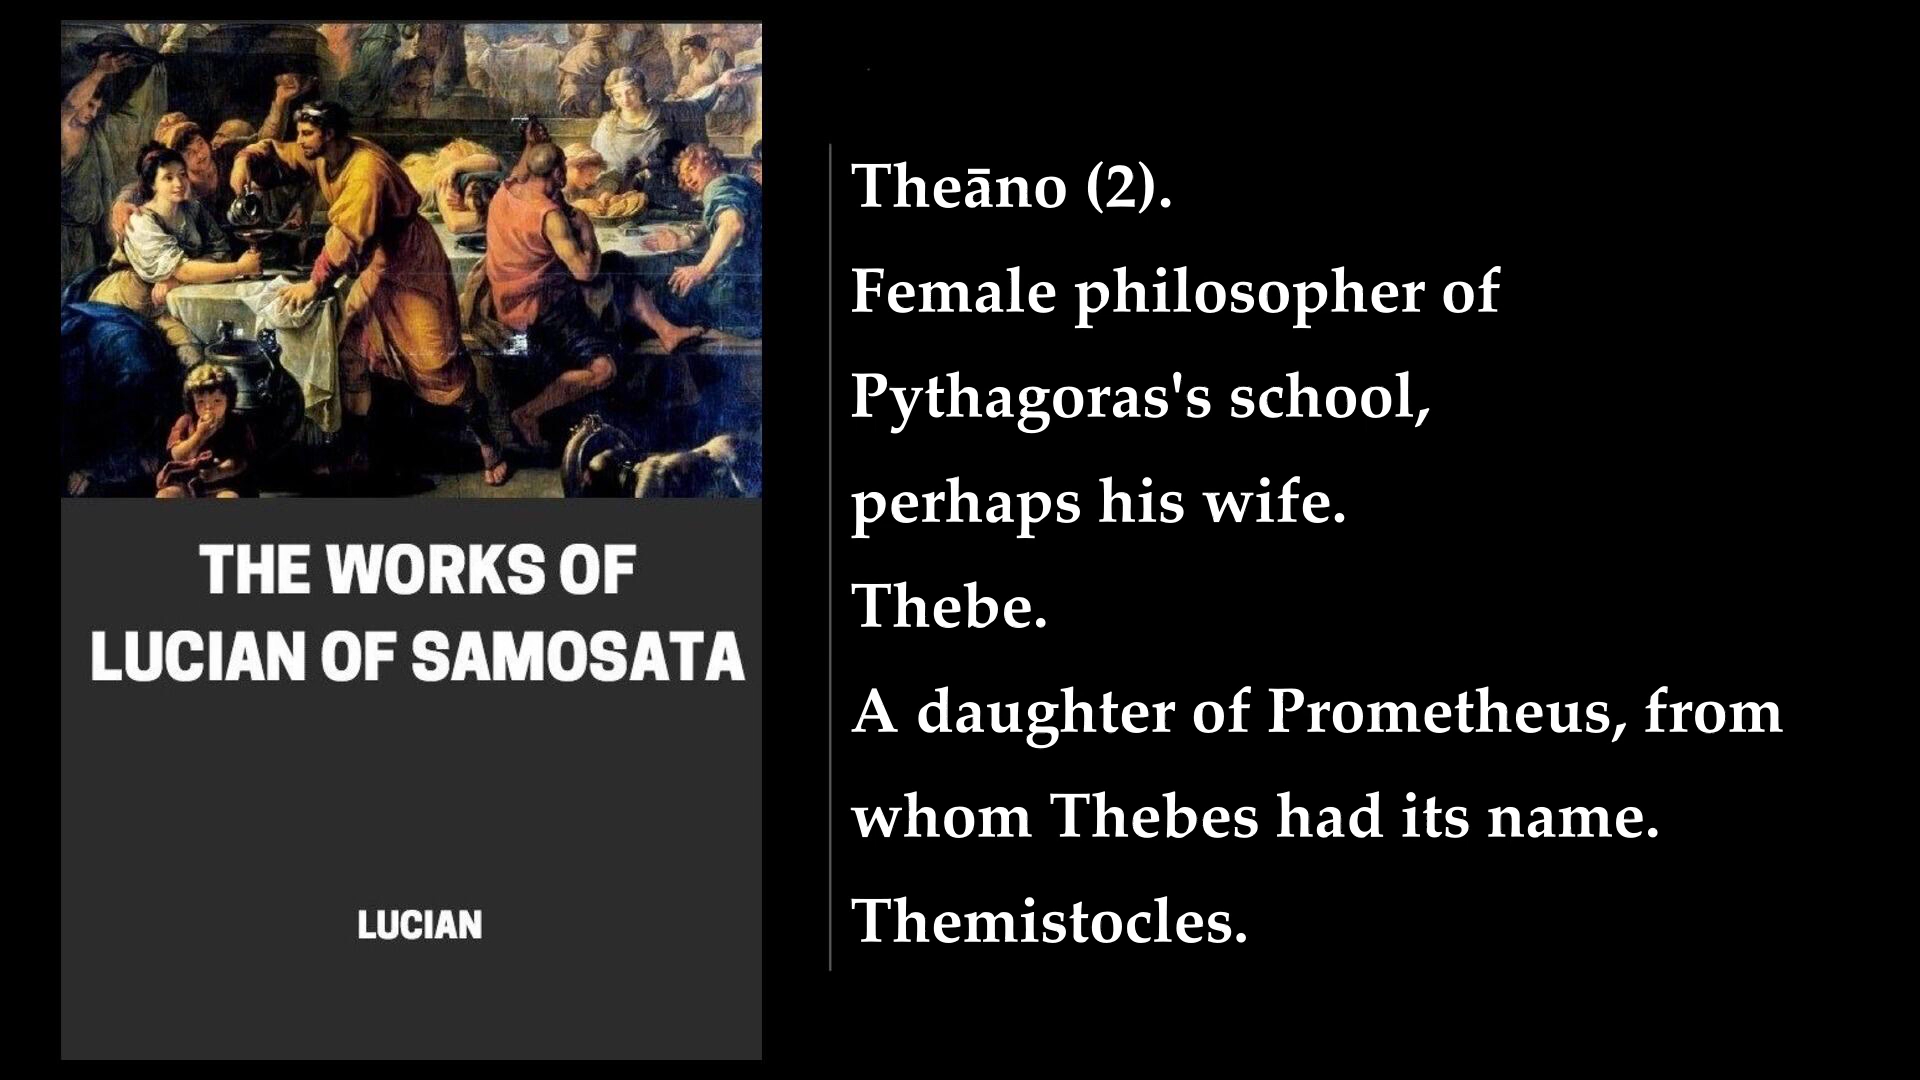 THE WORKS OF
LUCIAN OF SAMOSATA
LUCIAN
Theāno (2).
Female philosopher of
Pythagoras's school,
perhaps his wife.
Thebe.
A daughter of Prometheus, from
whom Thebes had its name.
Themistocles.